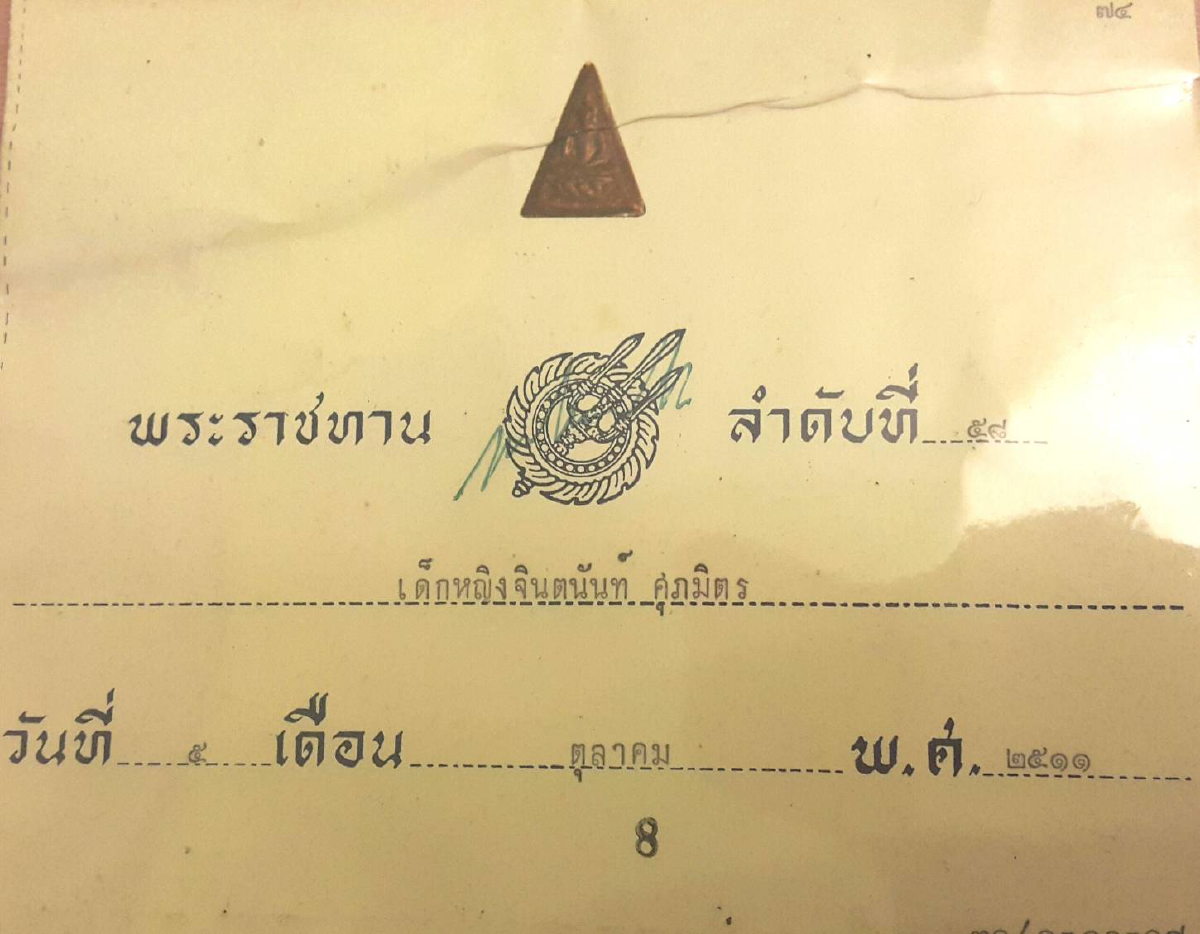 ๗๔
พระราชทาน ลำดับที่ ๕๘
เด็กหญิงจินตนันท์ ศุภมิตร
วันที่ ๕ เดือน ตุลาคม พ.ศ. ๒๕๑๑
8